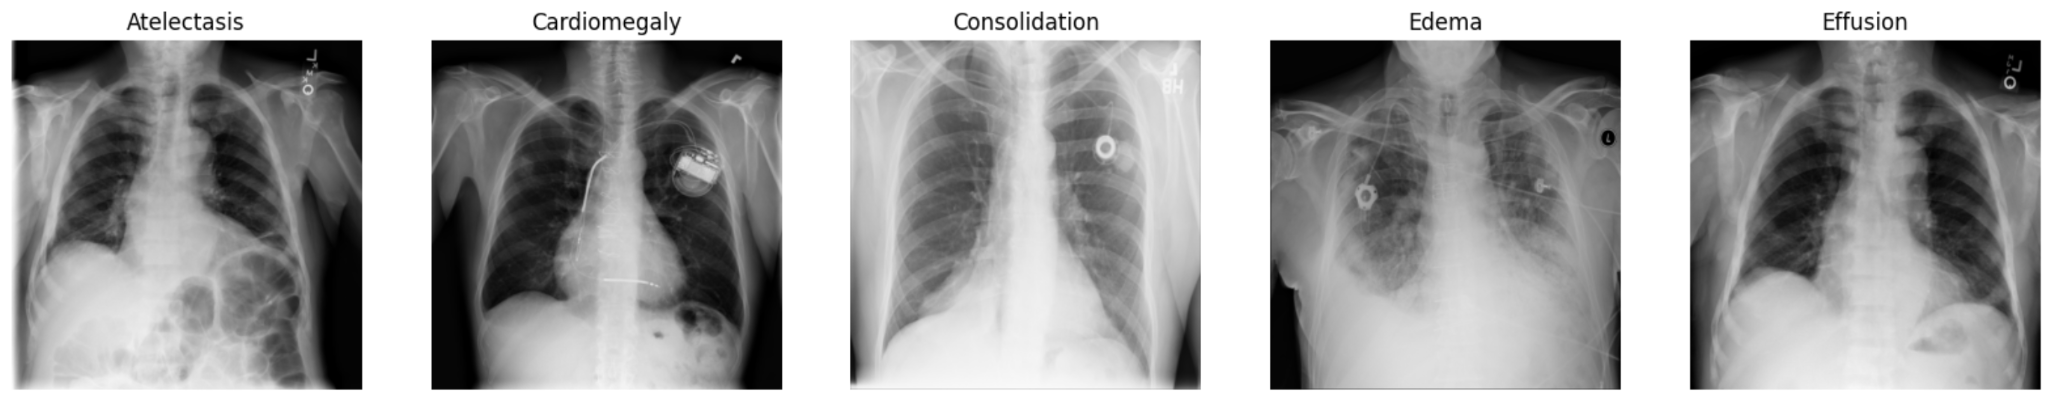 Atelectasis
Cardiomegaly
Consolidation
Edema
Effusion
L